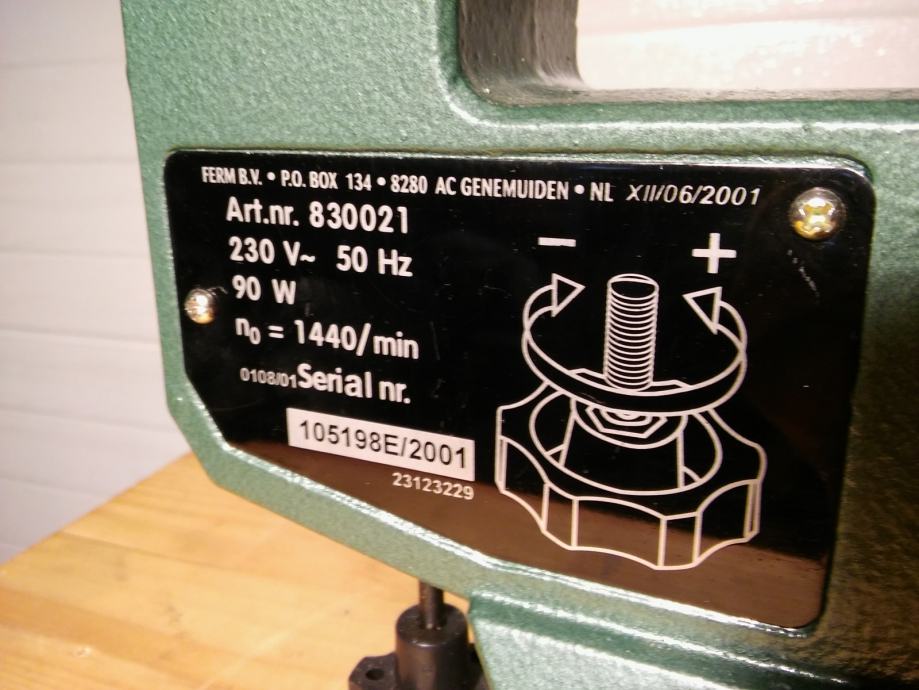 FERM B.V. • P.O. BOX 134 • 8280 AC GENEMUIDEN • NL XII/06/2001
Art.nr. 830021
230 V~ 50 Hz
90 W
n₀ = 1440/min
0108/01 Serial nr.
105198E/2001
23123229
− +